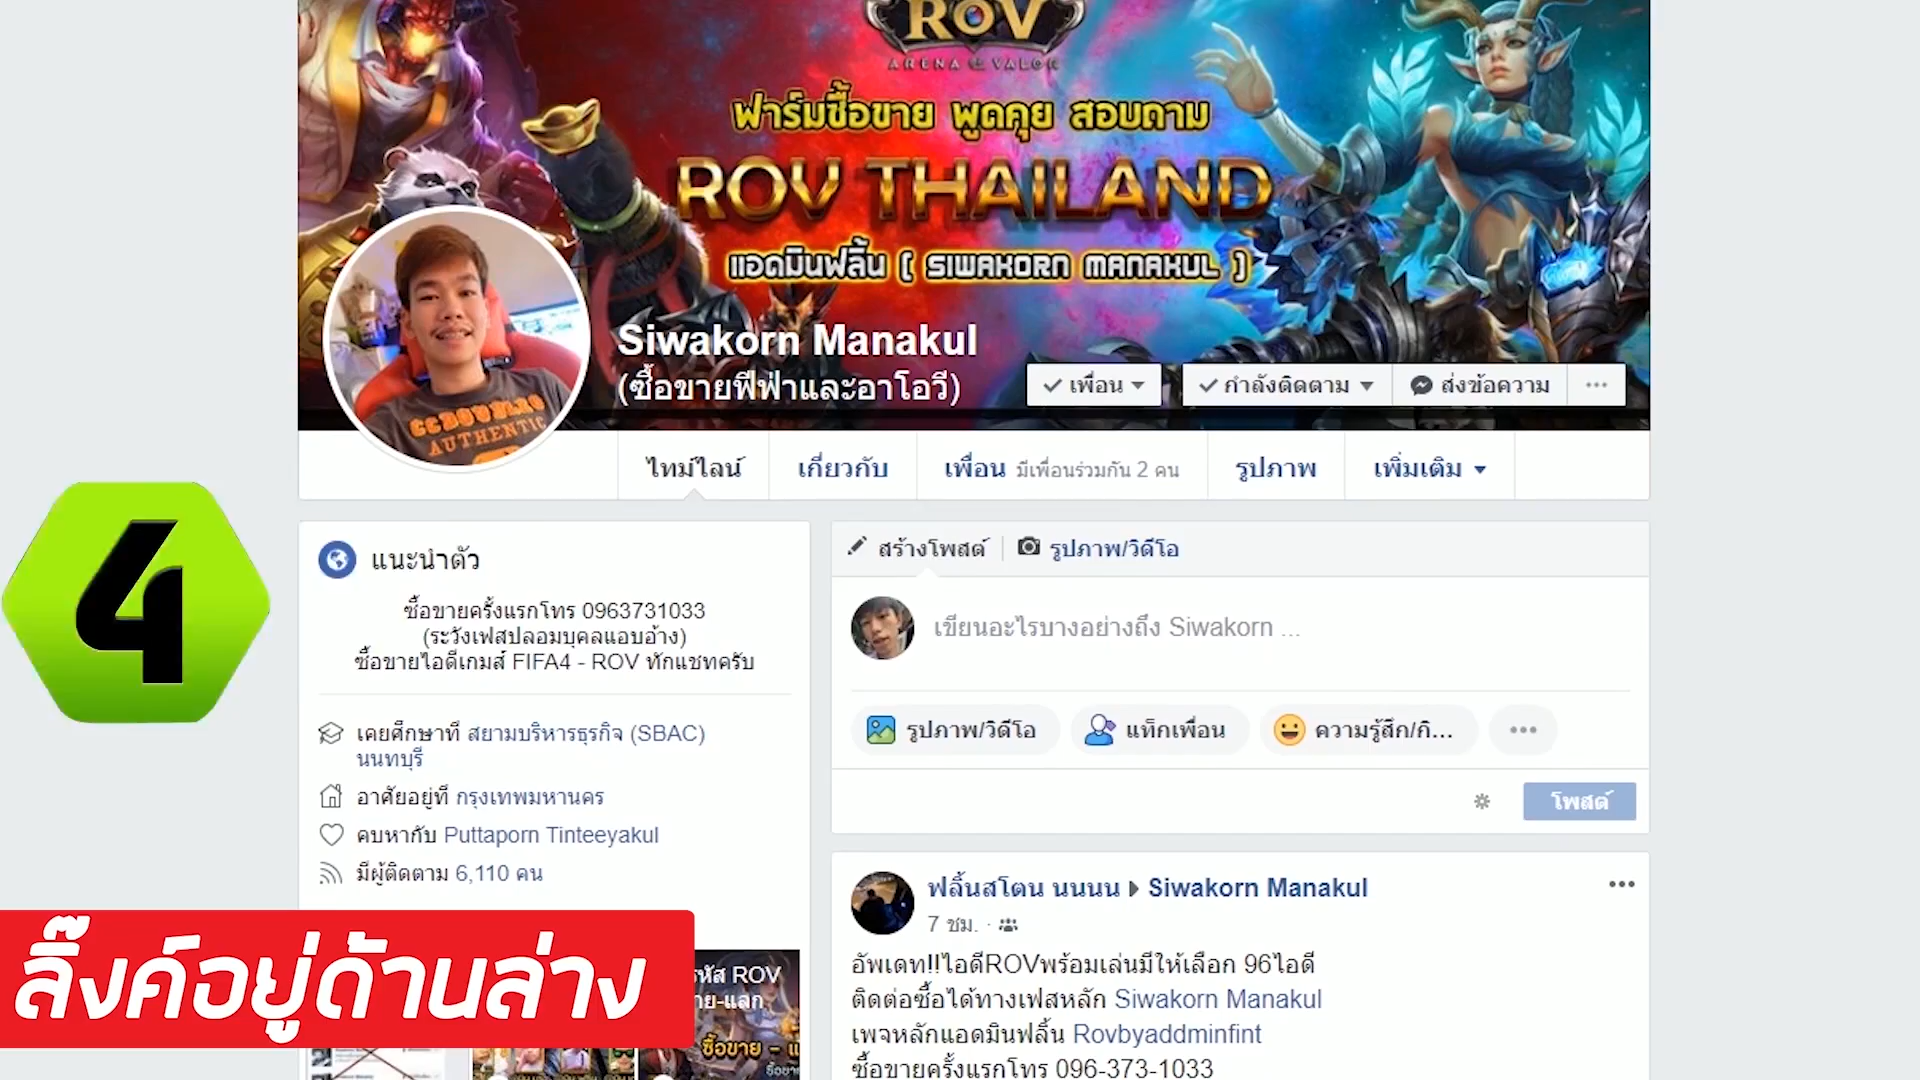 ROV
ARENA OF VALOR
ฟาร์มซื้อขาย พูดคุย สอบถาม
ROV THAILAND
แอดมินฟลิ้น ( SIWAKORN MANAKUL )
Siwakorn Manakul
(ซื้อขายฟีฟ่าและอาโอวี)
เพื่อน
กำลังติดตาม
ส่งข้อความ
AUTHENTIC
ไทม์ไลน์
เกี่ยวกับ
เพื่อน มีเพื่อนร่วมกัน 2 คน
รูปภาพ
เพิ่มเติม
4
แนะนำตัว
ซื้อขายครั้งแรกโทร 0963731033
(ระวังเฟสปลอมบุคลแอบอ้าง)
ซื้อขายไอดีเกมส์ FIFA4 - ROV ทักแชทครับ
เคยศึกษาที่ สยามบริหารธุรกิจ (SBAC)
นนทบุรี
อาศัยอยู่ที่ กรุงเทพมหานคร
คบหากับ Puttaporn Tinteeyakul
มีผู้ติดตาม 6,110 คน
ลิ๊งค์อยู่ด้านล่าง
รหัส ROV
าย-แลก
ซื้อขาย - แ
สร้างโพสต์
รูปภาพ/วิดีโอ
เขียนอะไรบางอย่างถึง Siwakorn ...
รูปภาพ/วิดีโอ
แท็กเพื่อน
ความรู้สึก/กิ...
โพสต์
ฟลิ้นสโตน นนนน Siwakorn Manakul
7 ชม.
อัพเดท!!ไอดีROVพร้อมเล่นมีให้เลือก 96ไอดี
ติดต่อซื้อได้ทางเฟสหลัก Siwakorn Manakul
เพจหลักแอดมินฟลิ้น Rovbyaddminfint
ซื้อขายครั้งแรกโทร 096-373-1033